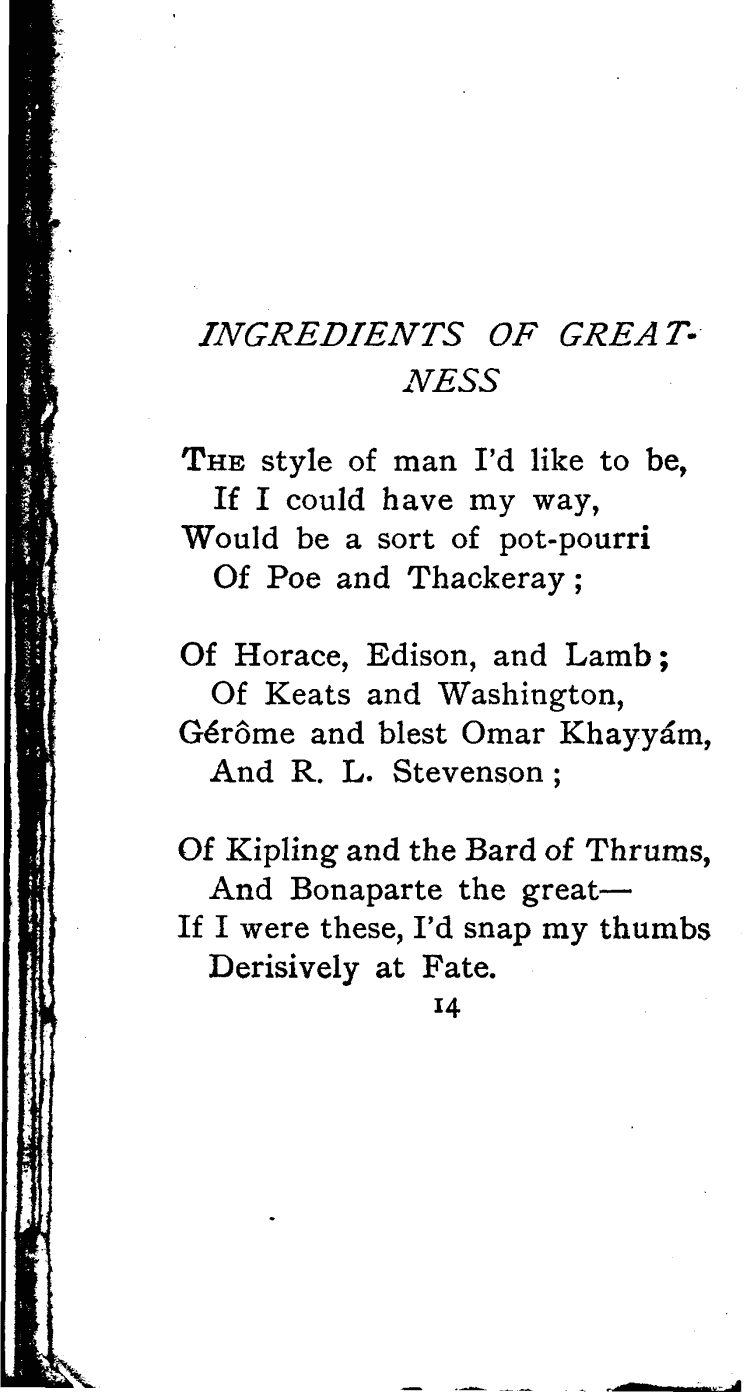 INGREDIENTS OF GREAT-
NESS
THE style of man I'd like to be,
If I could have my way,
Would be a sort of pot-pourri
Of Poe and Thackeray ;
Of Horace, Edison, and Lamb ;
Of Keats and Washington,
Gérôme and blest Omar Khayyám,
And R. L. Stevenson ;
Of Kipling and the Bard of Thrums,
And Bonaparte the great—
If I were these, I'd snap my thumbs
Derisively at Fate.
14